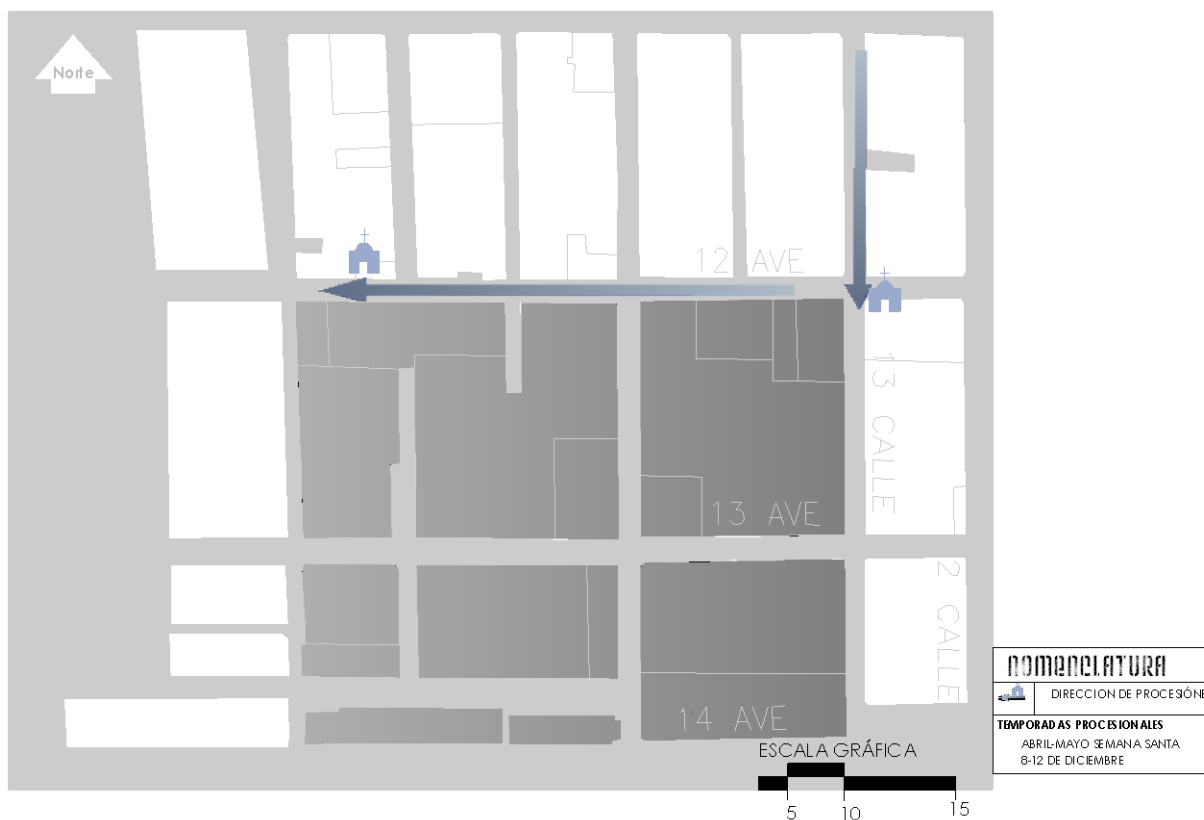 Norte
12 AVE
13 CALLE
13 AVE
2 CALLE
14 AVE
ESCALA GRÁFICA
5 10 15
NOMENCLATURA
DIRECCION DE PROCESIÓNE
TEMPORADAS PROCESIONALES
ABRIL-MAYO SEMANA SANTA
8-12 DE DICIEMBRE